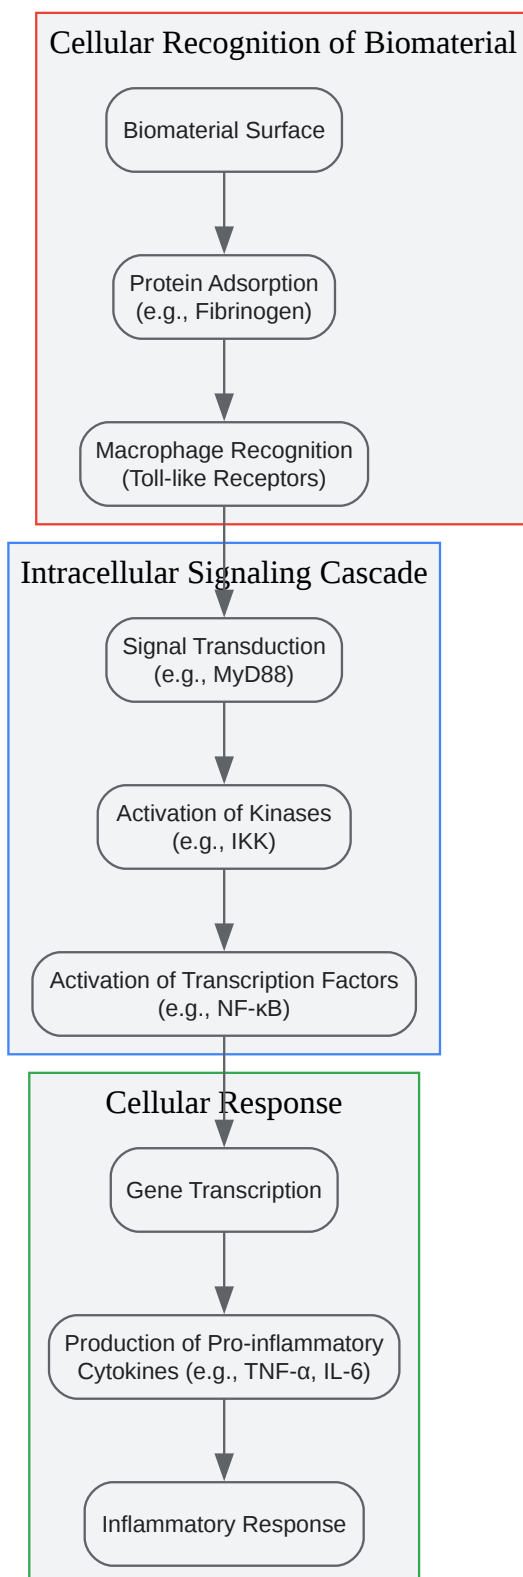 Cellular Recognition of Biomaterial
Biomaterial Surface
Protein Adsorption
(e.g., Fibrinogen)
Macrophage Recognition
(Toll-like Receptors)
Intracellular Signaling Cascade
Signal Transduction
(e.g., MyD88)
Activation of Kinases
(e.g., IKK)
Activation of Transcription Factors
(e.g., NF-κB)
Cellular Response
Gene Transcription
Production of Pro-inflammatory
Cytokines (e.g., TNF-α, IL-6)
Inflammatory Response